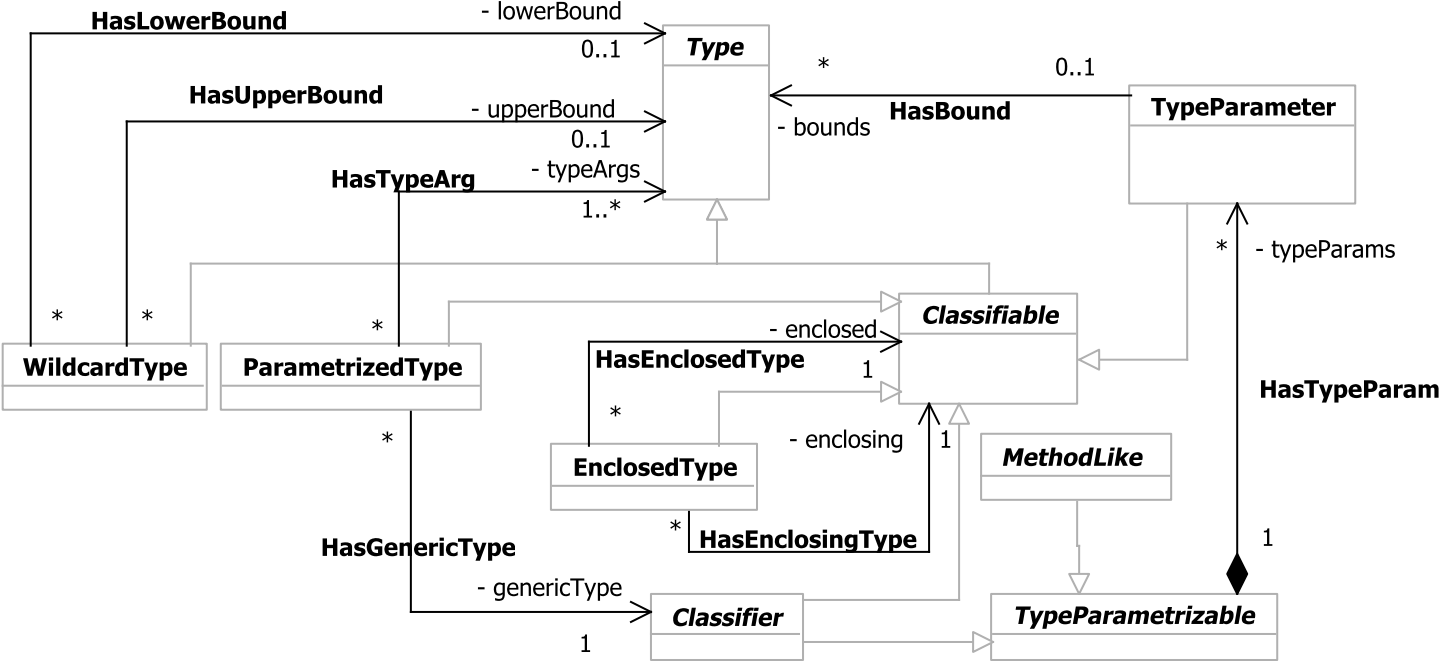 - lowerBound
HasLowerBound
0..1
Type
*
0..1
HasUpperBound
- upperBound
0..1
HasBound
- bounds
TypeParameter
HasTypeArg
- typeArgs
1..*
*
- typeParams
*
*
*
Classifiable
- enclosed
HasEnclosedType
1
WildcardType
ParametrizedType
HasTypeParam
*
*
- enclosing
1
MethodLike
EnclosedType
*
HasEnclosingType
1
HasGenericType
- genericType
1
Classifier
TypeParametrizable